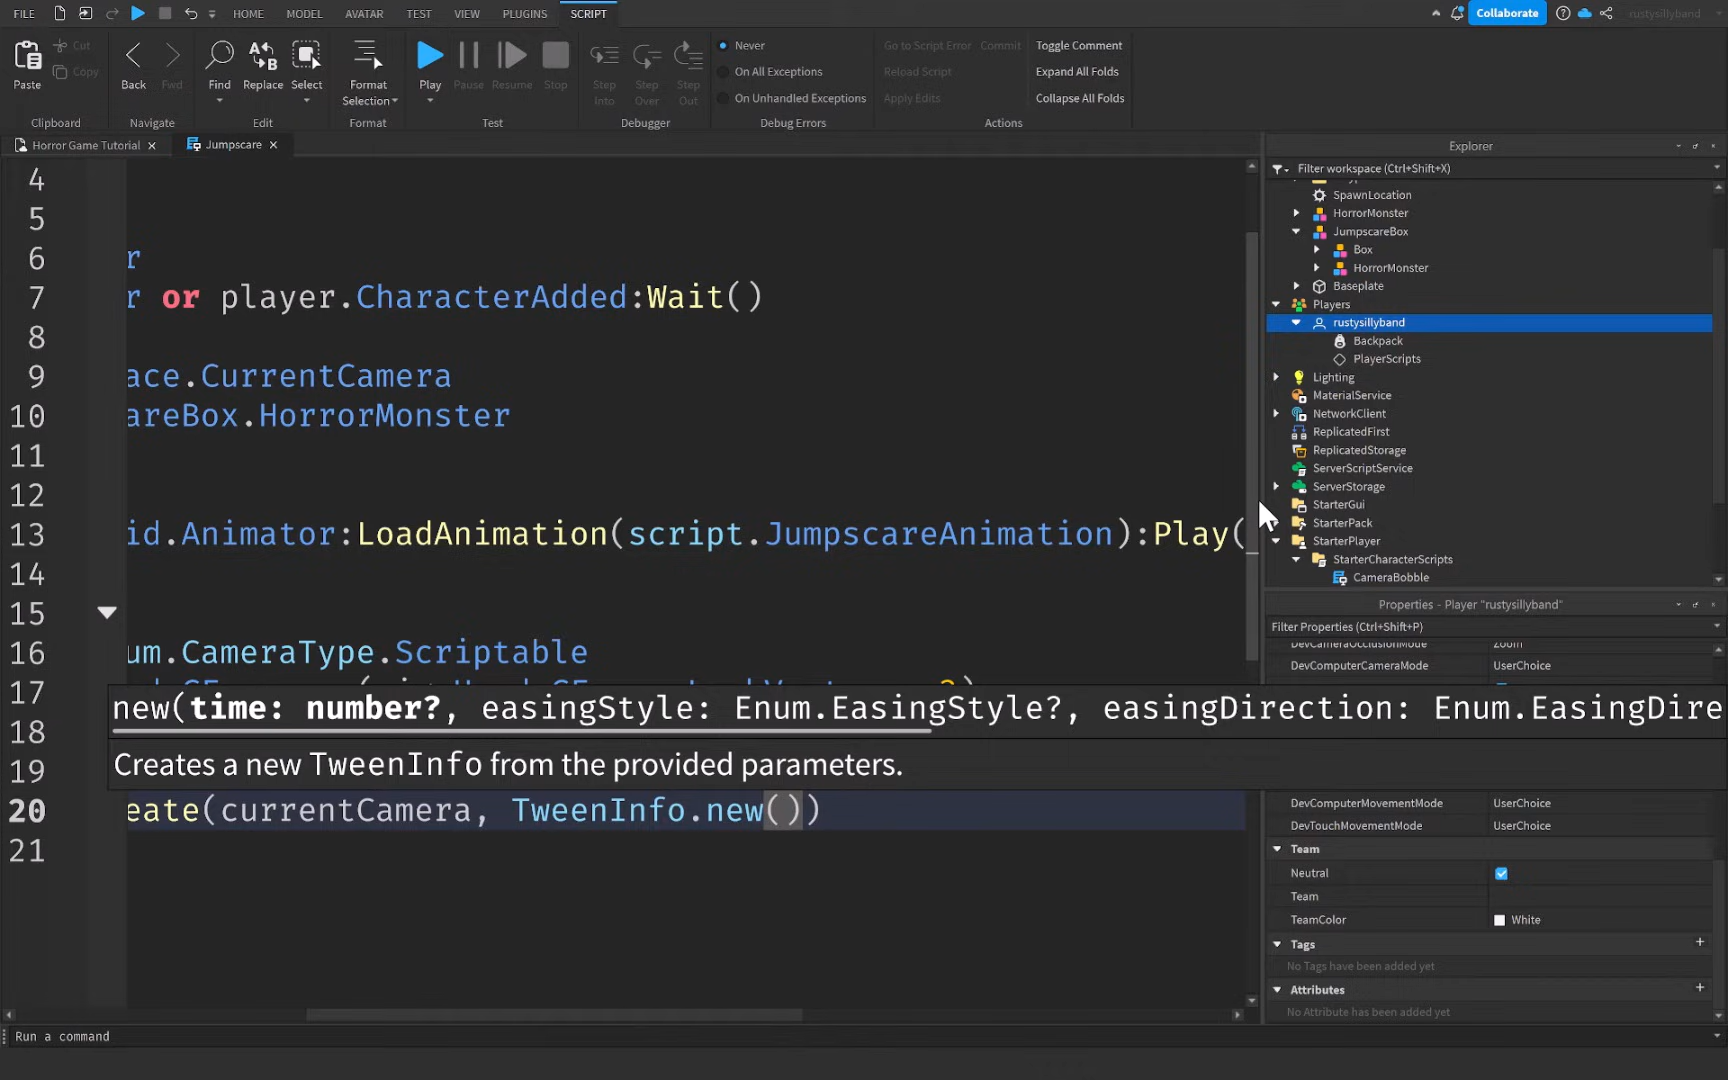 FILE HOME MODEL AVATAR TEST VIEW PLUGINS SCRIPT Collaborate rustysillyband
Paste Cut Copy
Back Fwd Find Replace Select Format Selection Play Pause Resume Stop Step Into Step Over Step Out
Never
On All Exceptions
On Unhandled Exceptions
Go to Script Error Commit
Reload Script
Apply Edits
Toggle Comment
Expand All Folds
Collapse All Folds
Clipboard Navigate Edit Format Test Debugger Debug Errors Actions
Horror Game Tutorial Jumpscare
4
5
6 r
7 r or player.CharacterAdded:Wait()
8
9 ace.CurrentCamera
10 areBox.HorrorMonster
11
12
13 id.Animator:LoadAnimation(script.JumpscareAnimation):Play(
14
15
16 um.CameraType.Scriptable
17
new(time: number?, easingStyle: Enum.EasingStyle?, easingDirection: Enum.EasingDire
18
19
Creates a new TweenInfo from the provided parameters.
20 eate(currentCamera, TweenInfo.new())
21
Run a command
Explorer
Filter workspace (Ctrl+Shift+X)
SpawnLocation
HorrorMonster
JumpscareBox
Box
HorrorMonster
Baseplate
Players
rustysillyband
Backpack
PlayerScripts
Lighting
MaterialService
NetworkClient
ReplicatedFirst
ReplicatedStorage
ServerScriptService
ServerStorage
StarterGui
StarterPack
StarterPlayer
StarterCharacterScripts
CameraBobble
Properties - Player "rustysillyband"
Filter Properties (Ctrl+Shift+P)
DevCameraOcclusionMode Zoom
DevComputerCameraMode UserChoice
DevComputerMovementMode UserChoice
DevTouchMovementMode UserChoice
Team
Neutral
Team
TeamColor White
Tags
No Tags have been added yet
Attributes
No Attribute has been added yet